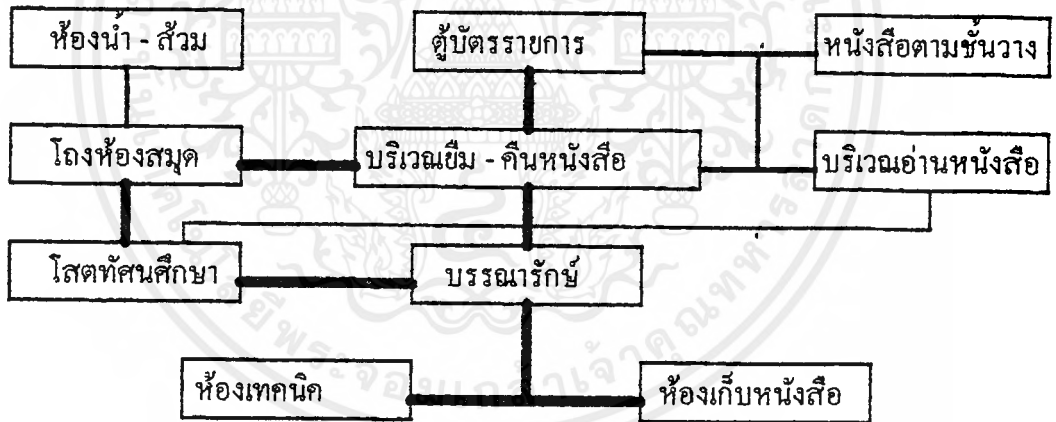 ห้องน้ำ - ส้วม
ตู้บัตรรายการ
หนังสือตามชั้นวาง
โถงห้องสมุด
บริเวณยืม - คืนหนังสือ
บริเวณอ่านหนังสือ
โสตทัศนศึกษา
บรรณารักษ์
ห้องเทคนิค
ห้องเก็บหนังสือ